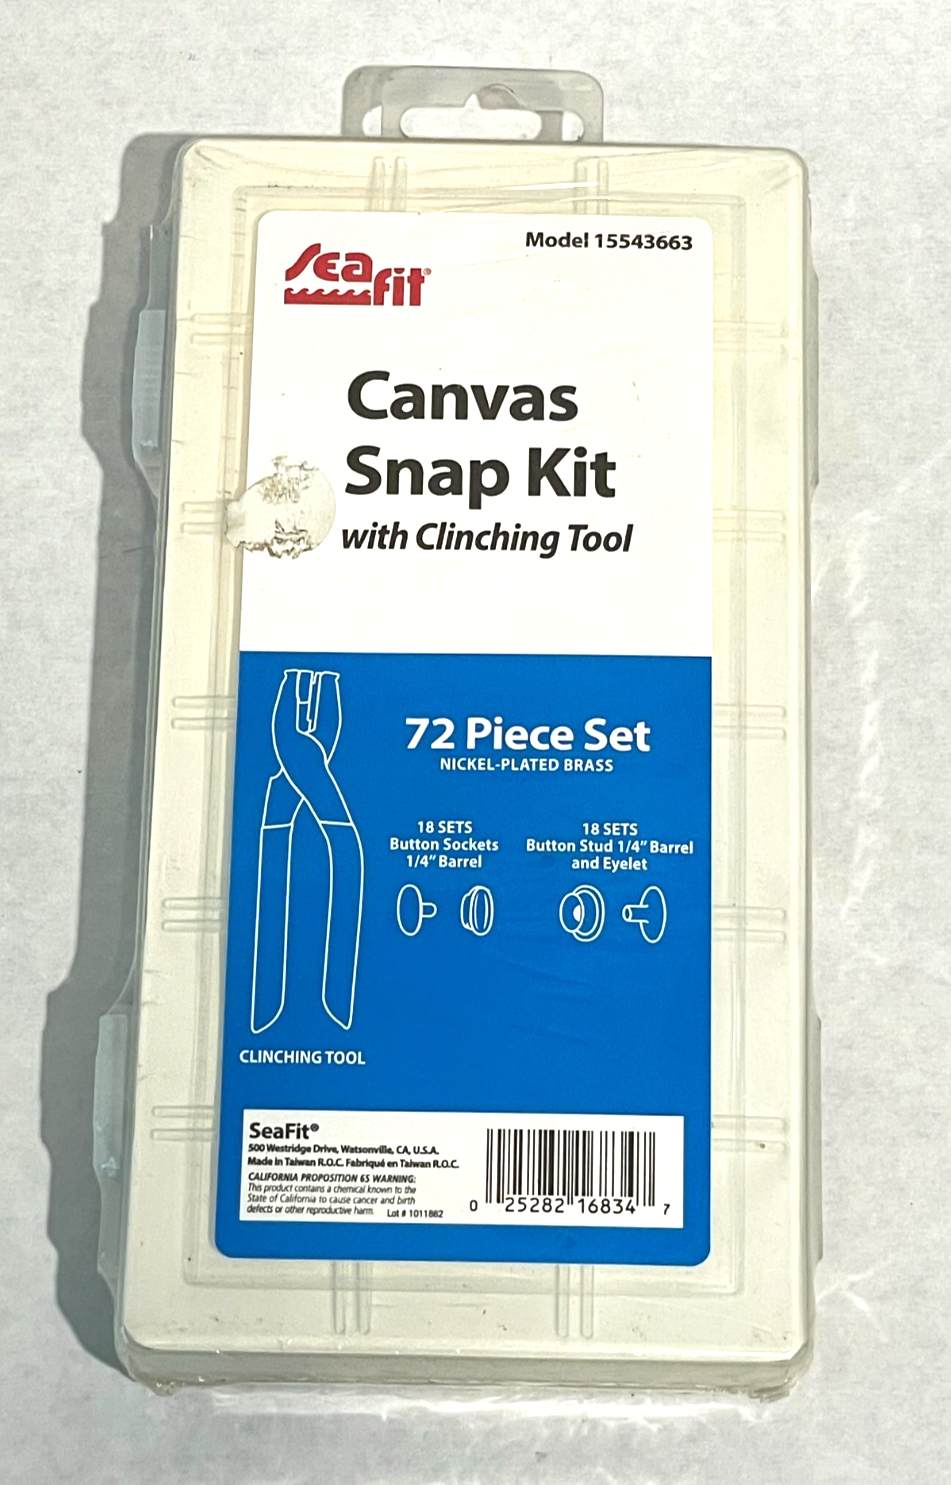 Model 15543663
Sea fit®
Canvas
Snap Kit
with Clinching Tool
72 Piece Set
NICKEL-PLATED BRASS
18 SETS
Button Sockets
1/4" Barrel
18 SETS
Button Stud 1/4" Barrel
and Eyelet
CLINCHING TOOL
SeaFit®
500 Westridge Drive, Watsonville, CA, U.S.A.
Made in Taiwan R.O.C. Fabriqué en Taiwan R.O.C.
CALIFORNIA PROPOSITION 65 WARNING:
This product contains a chemical known to the
State of California to cause cancer and birth
defects or other reproductive harm. Lot # 1011882
0 25282 16834 7